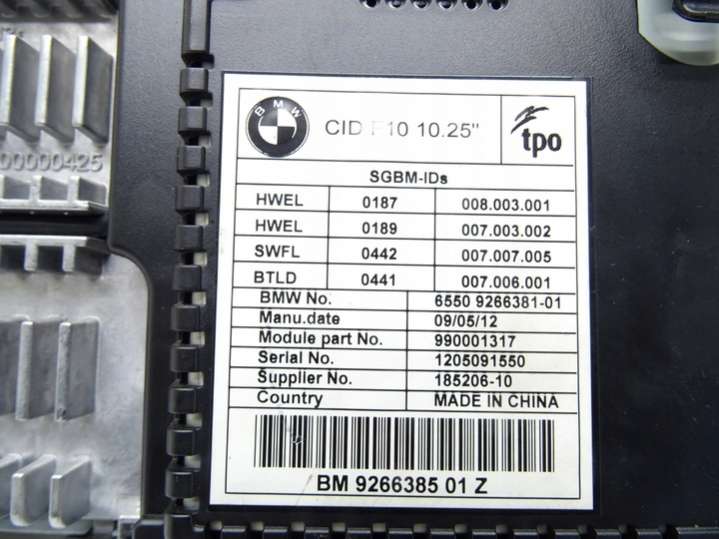 BMW
CID F10 10.25"
tpo
SGBM-IDs
HWEL 0187 008.003.001
HWEL 0189 007.003.002
SWFL 0442 007.007.005
BTLD 0441 007.006.001
BMW No. 6550 9266381-01
Manu.date 09/05/12
Module part No. 990001317
Serial No. 1205091550
Supplier No. 185206-10
Country MADE IN CHINA
BM 9266385 01 Z
00000425